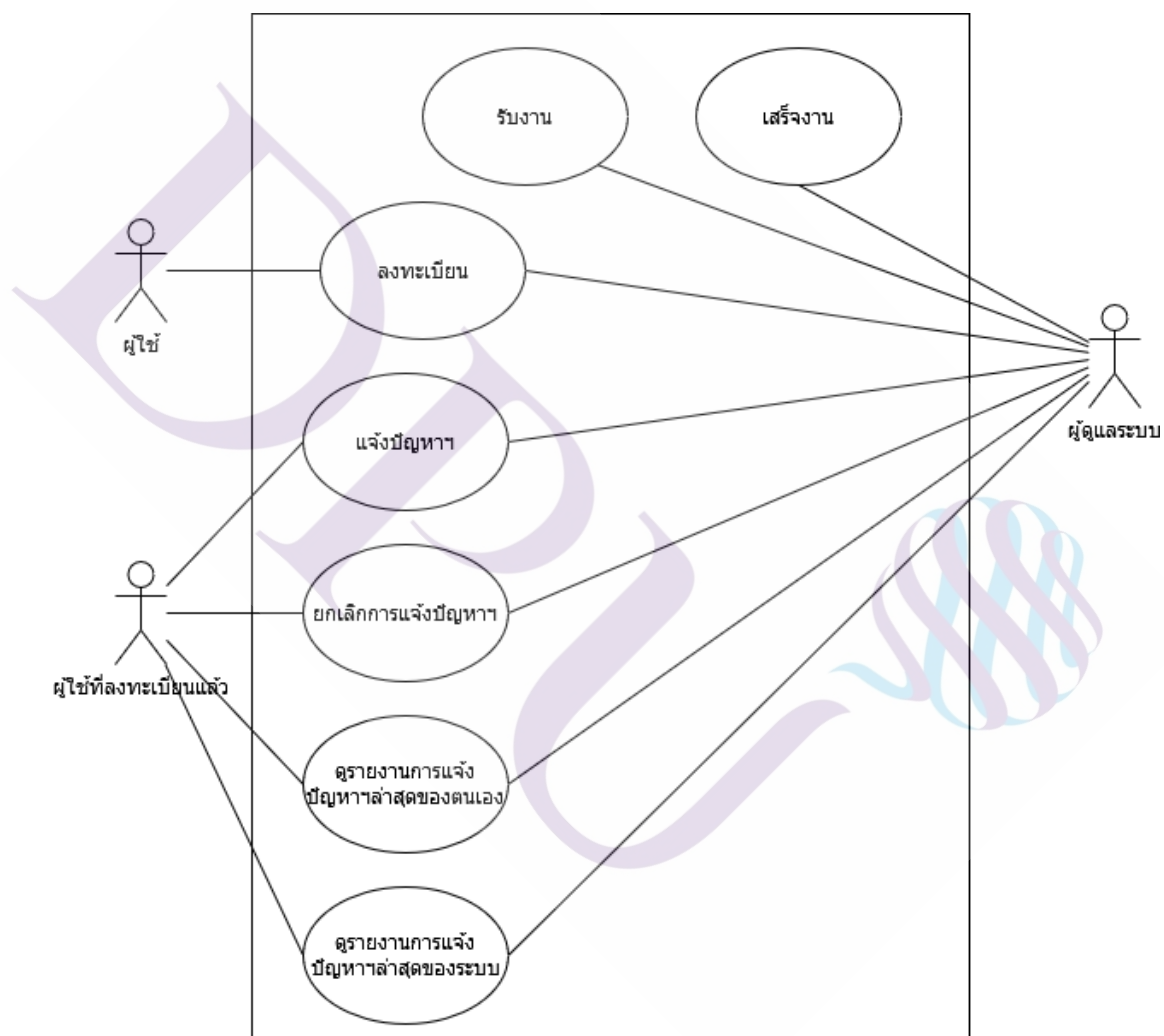 รับงาน
เสร็จงาน
ลงทะเบียน
ผู้ใช้
ผู้ดูแลระบบ
แจ้งปัญหาฯ
ยกเลิกการแจ้งปัญหาฯ
ผู้ใช้ที่ลงทะเบียนแล้ว
ดูรายงานการแจ้ง
ปัญหาฯล่าสุดของตนเอง
ดูรายงานการแจ้ง
ปัญหาฯล่าสุดของระบบ
DPU